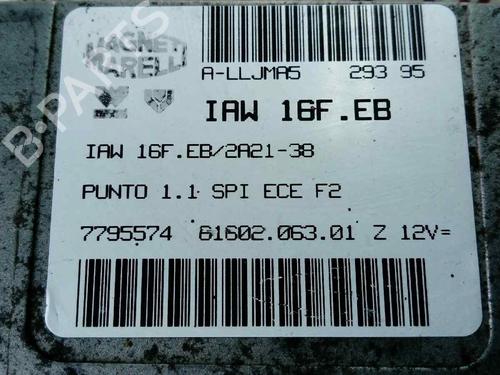 MAGNETI
MARELLI
A-LLJMA5 293 95
IAW 16F.EB
IAW 16F.EB/2A21-38
PUNTO 1.1 SPI ECE F2
7795574 61602.063.01 Z 12V=
B-PARTS